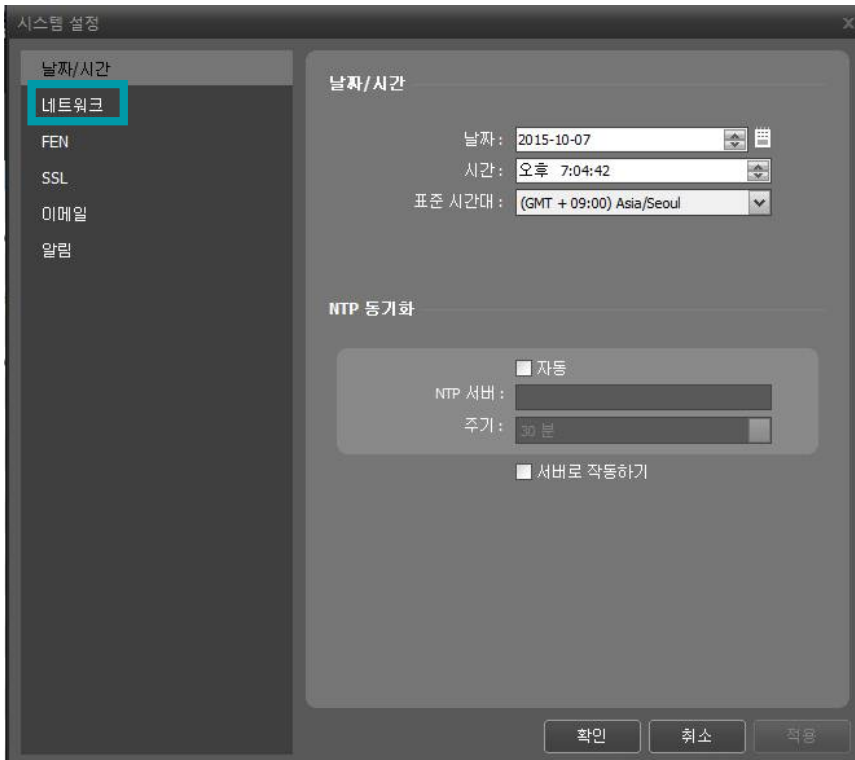 시스템 설정
날짜/시간
네트워크
FEN
SSL
이메일
알림
날짜/시간
날짜 : 2015-10-07
시간 : 오후 7:04:42
표준 시간대 : (GMT + 09:00) Asia/Seoul
NTP 동기화
자동
NTP 서버 :
주기 : 30 분
서버로 작동하기
확인 취소 적용